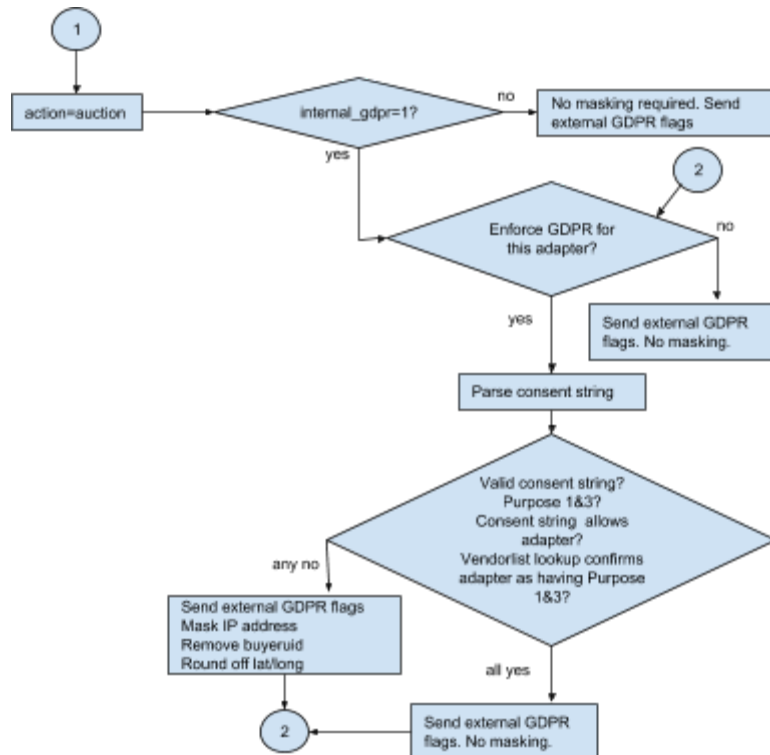 1
action=auction
internal_gdpr=1?
no
No masking required. Send
external GDPR flags
yes
2
Enforce GDPR for
this adapter?
no
Send external GDPR
flags. No masking.
yes
Parse consent string
Valid consent string?
Purpose 1&3?
Consent string allows
adapter?
Vendorlist lookup confirms
adapter as having Purpose
1&3?
any no
Send external GDPR flags
Mask IP address
Remove buyeruid
Round off lat/long
all yes
2
Send external GDPR
flags. No masking.